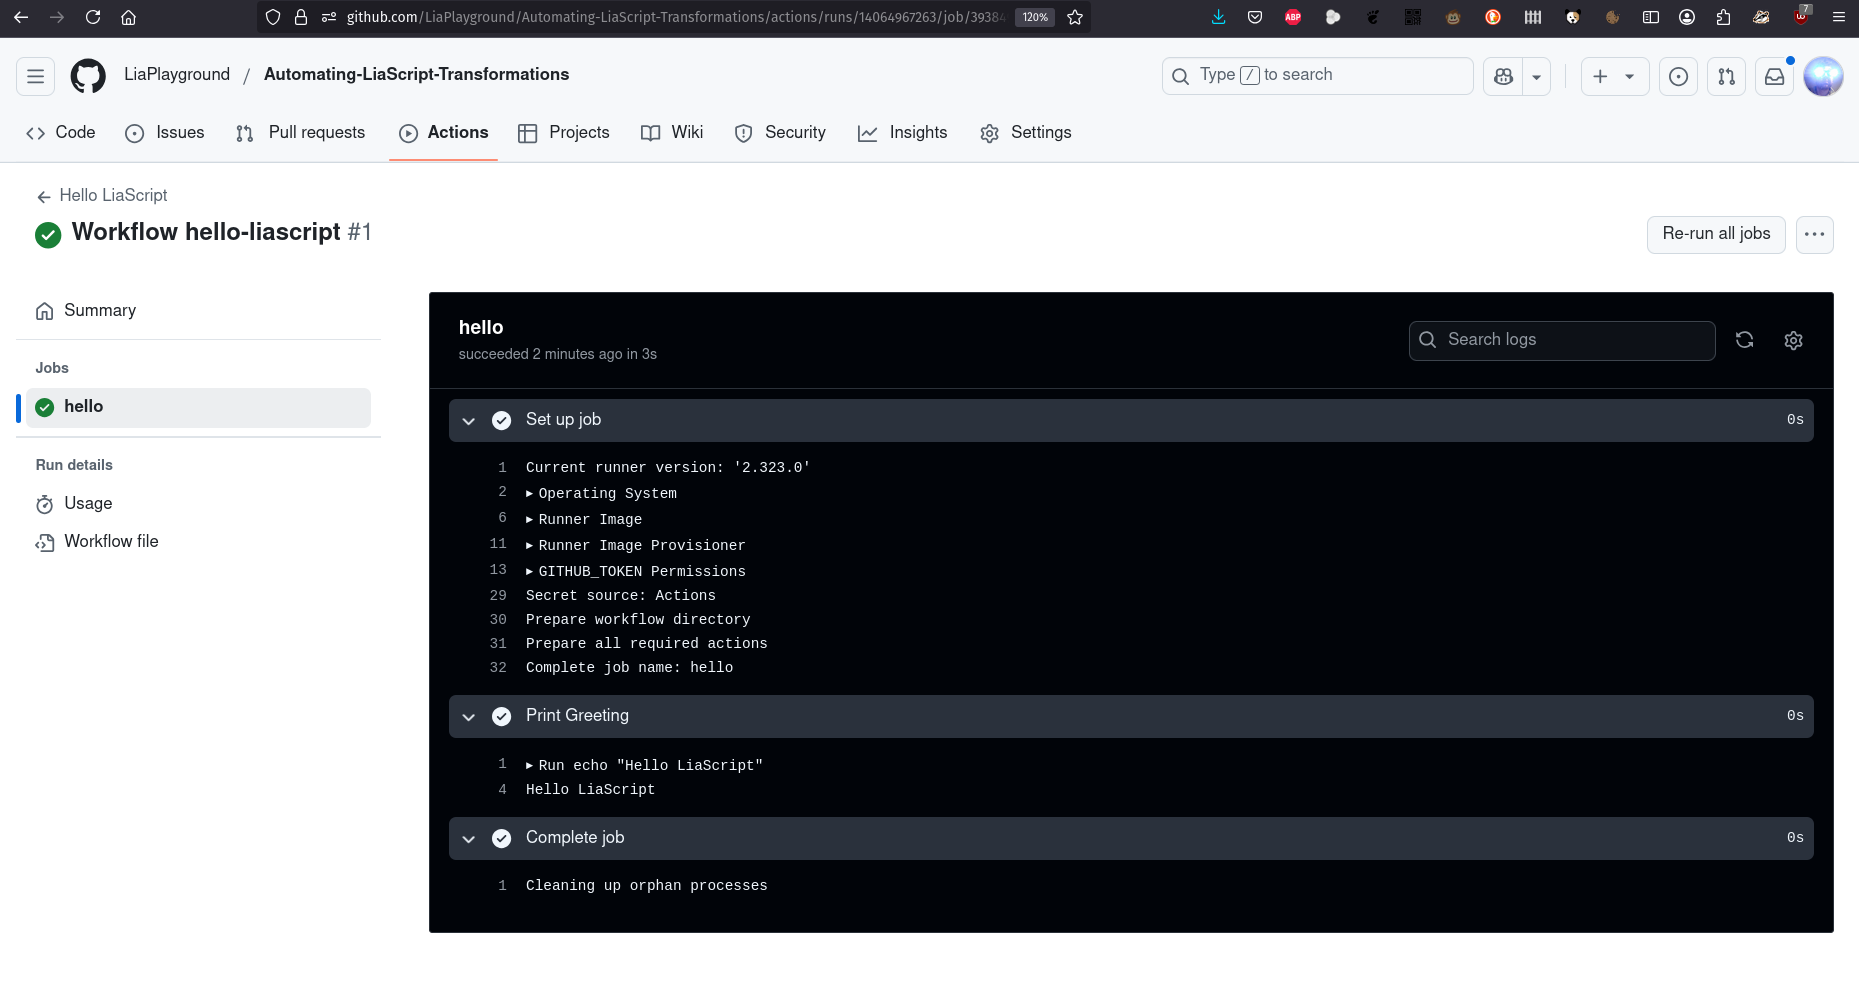 github.com/LiaPlayground/Automating-LiaScript-Transformations/actions/runs/14064967263/job/39384
120%
ABP
7
LiaPlayground / Automating-LiaScript-Transformations
Type / to search
Code
Issues
Pull requests
Actions
Projects
Wiki
Security
Insights
Settings
Hello LiaScript
Workflow hello-liascript #1
Re-run all jobs
Summary
Jobs
hello
Run details
Usage
Workflow file
hello
succeeded 2 minutes ago in 3s
Search logs
Set up job 0s
1 Current runner version: '2.323.0'
2 ▶ Operating System
6 ▶ Runner Image
11 ▶ Runner Image Provisioner
13 ▶ GITHUB_TOKEN Permissions
29 Secret source: Actions
30 Prepare workflow directory
31 Prepare all required actions
32 Complete job name: hello
Print Greeting 0s
1 ▶ Run echo "Hello LiaScript"
4 Hello LiaScript
Complete job 0s
1 Cleaning up orphan processes